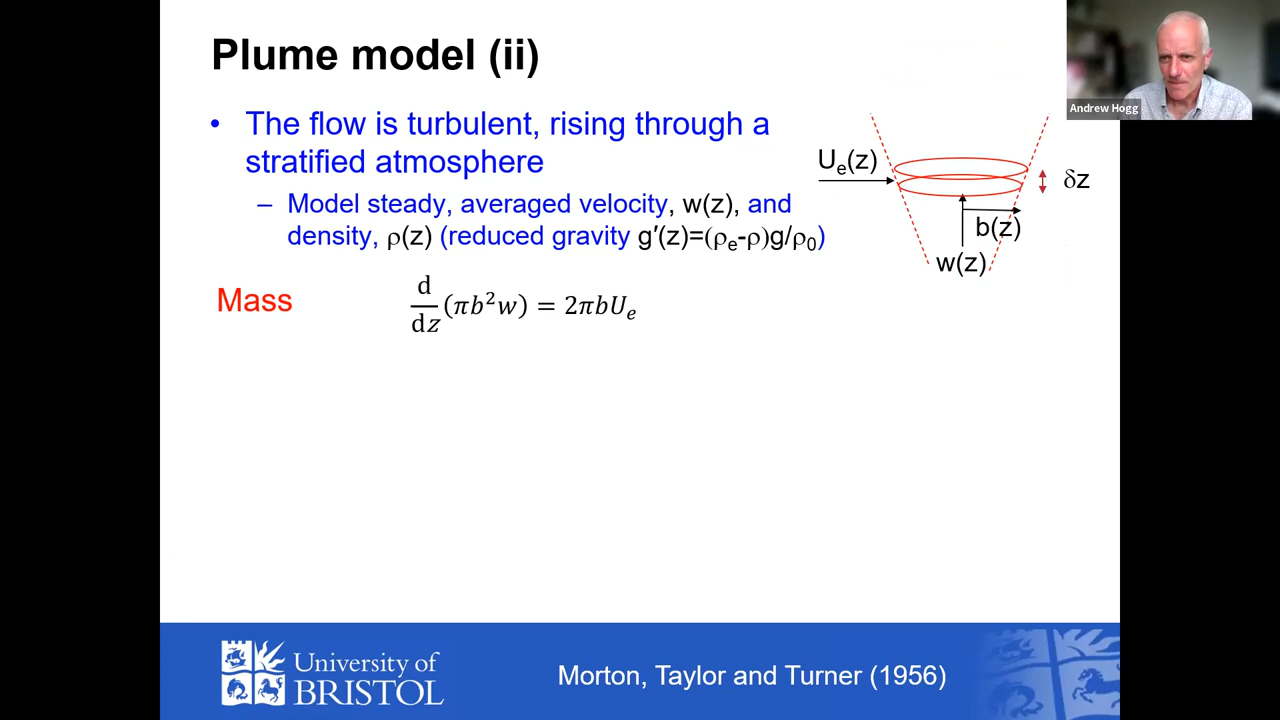 Plume model (ii)
Andrew Hogg
• The flow is turbulent, rising through a
stratified atmosphere
– Model steady, averaged velocity, w(z), and
density, ρ(z) (reduced gravity g′(z)=(ρₑ-ρ)g/ρ₀)
Uₑ(z)
δz
b(z)
w(z)
Mass
d/dz (πb²w) = 2πbUₑ
University of
BRISTOL
Morton, Taylor and Turner (1956)